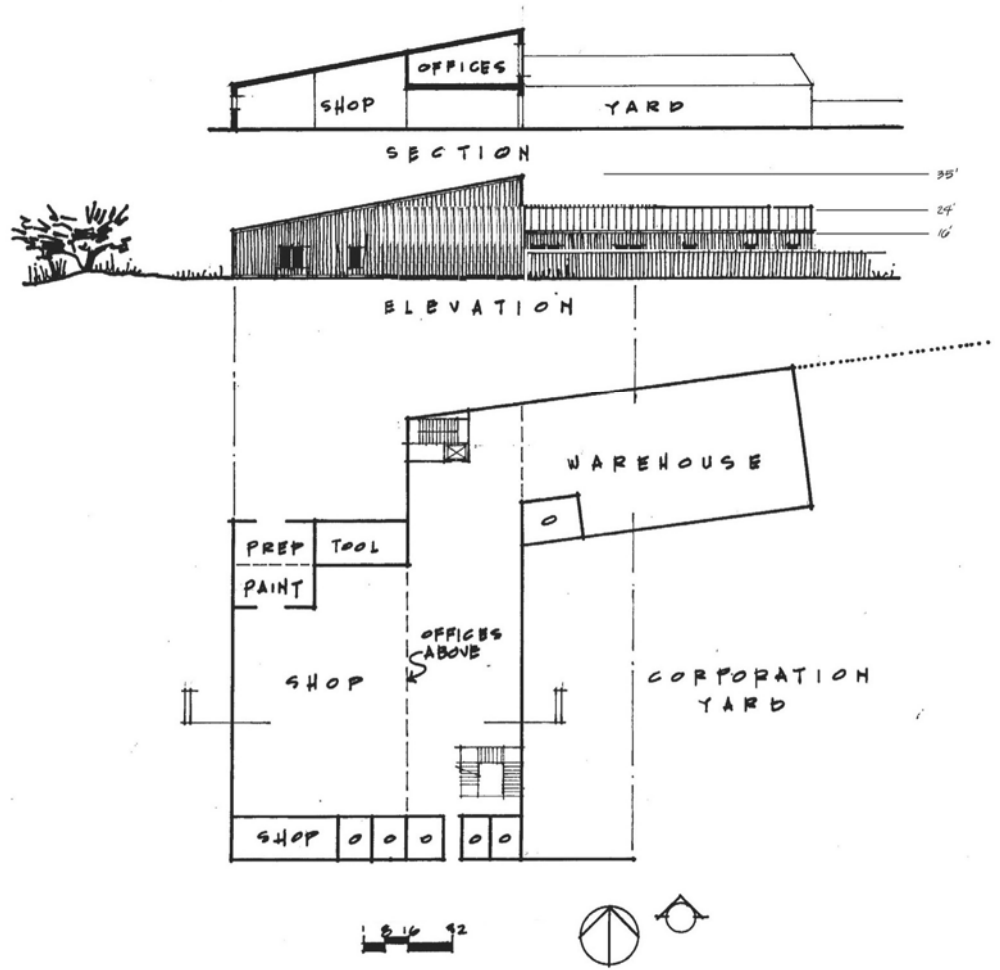 OFFICES
SHOP
YARD
SECTION
35'
24'
16'
ELEVATION
WAREHOUSE
O
PREP
TOOL
PAINT
OFFICES
ABOVE
SHOP
CORPORATION
YARD
SHOP
O
O
O
O
O
8 16 32